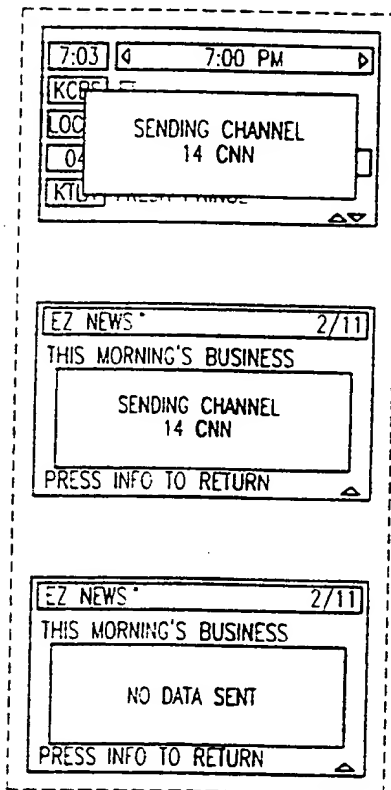 7:03 7:00 PM
SENDING CHANNEL
14 CNN
04
EZ NEWS* 2/11
THIS MORNING'S BUSINESS
SENDING CHANNEL
14 CNN
PRESS INFO TO RETURN
EZ NEWS* 2/11
THIS MORNING'S BUSINESS
NO DATA SENT
PRESS INFO TO RETURN